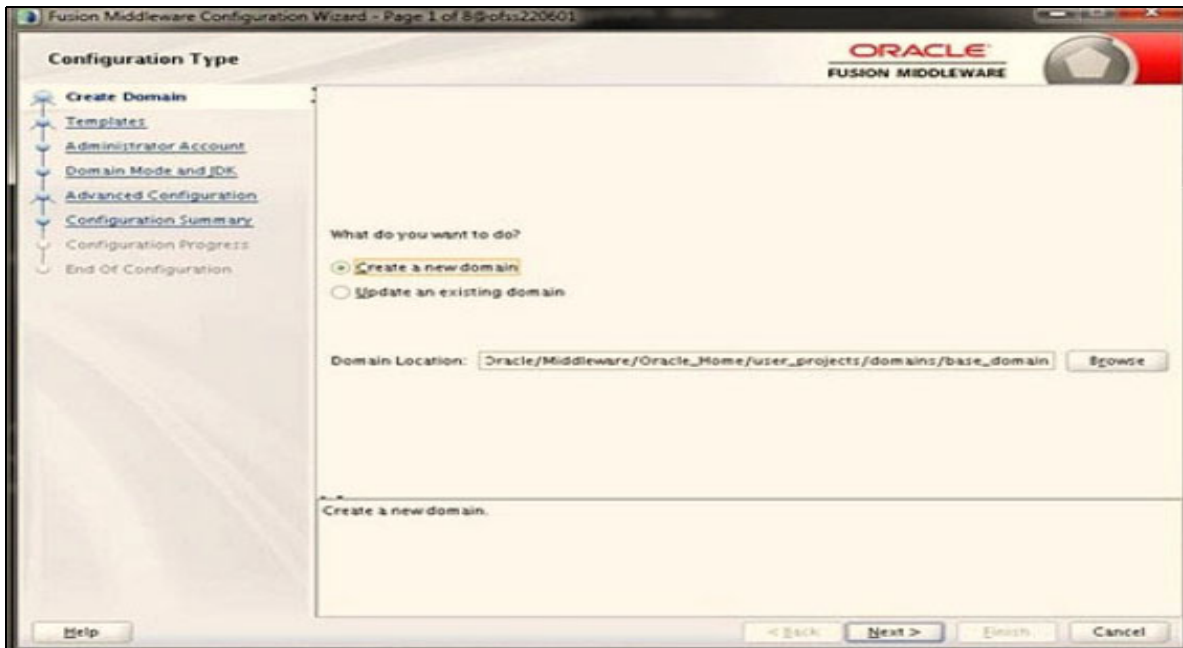 Fusion Middleware Configuration Wizard - Page 1 of 8@ofss220601
Configuration Type
ORACLE
FUSION MIDDLEWARE
Create Domain
Templates
Administrator Account
Domain Mode and JDK
Advanced Configuration
Configuration Summary
Configuration Progress
End Of Configuration
What do you want to do?
Create a new domain
Update an existing domain
Domain Location: Oracle/Middleware/Oracle_Home/user_projects/domains/base_domain Browse
Create a new domain.
Help < Back Next > Finish Cancel